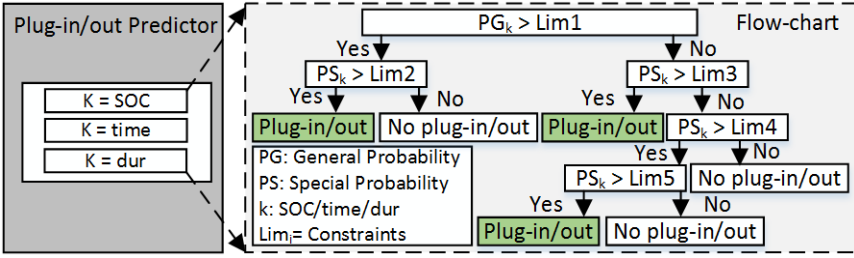 Plug-in/out Predictor
K = SOC
K = time
K = dur
Flow-chart
PGk > Lim1
Yes
No
PSk > Lim2
PSk > Lim3
Yes
No
Yes
No
Plug-in/out
No plug-in/out
Plug-in/out
PSk > Lim4
Yes
No
PSk > Lim5
No plug-in/out
Yes
No
Plug-in/out
No plug-in/out
PG: General Probability
PS: Special Probability
k: SOC/time/dur
Limi= Constraints